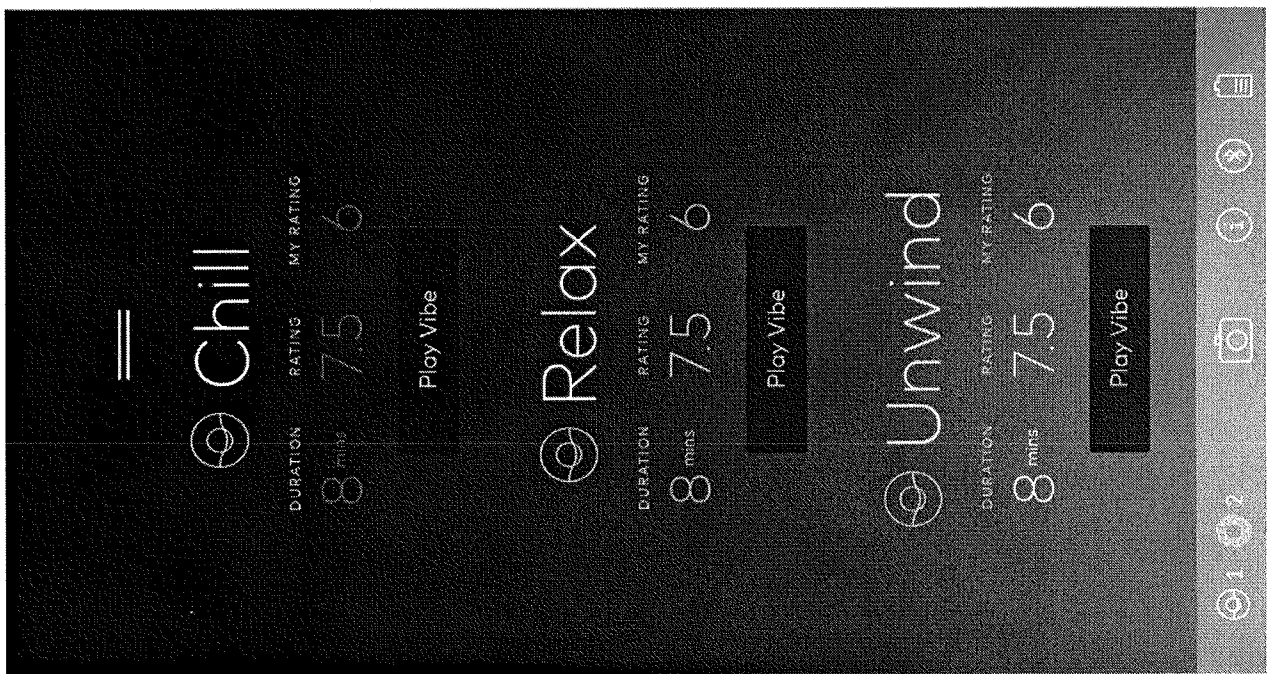 Chill
DURATION RATING MY RATING
8 mins 7.5 6
Play Vibe
Relax
DURATION RATING MY RATING
8 mins 7.5 6
Play Vibe
Unwind
DURATION RATING MY RATING
8 mins 7.5 6
Play Vibe
1 2 i